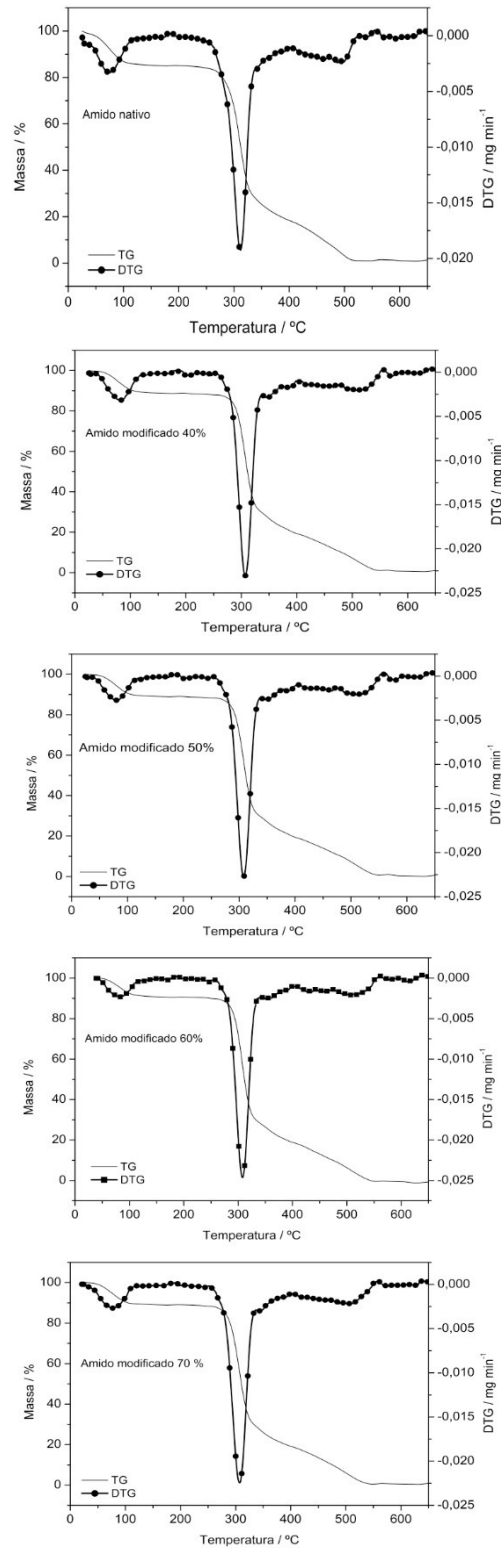 100
80
60
40
20
0
Massa / %
Amido nativo
TG
DTG
0,000
-0,005
-0,010
-0,015
-0,020
DTG / mg min-1
0 100 200 300 400 500 600
Temperatura / ºC
100
80
60
40
20
0
Massa / %
Amido modificado 40%
TG
DTG
0,000
-0,005
-0,010
-0,015
-0,020
-0,025
DTG / mg min-1
0 100 200 300 400 500 600
Temperatura / ºC
100
80
60
40
20
0
Massa / %
Amido modificado 50%
TG
DTG
0,000
-0,005
-0,010
-0,015
-0,022
-0,025
DTG / mg min-1
0 100 200 300 400 500 600
Temperatura / ºC
100
80
60
40
20
0
Massa / %
Amido modificado 60%
TG
DTG
0,000
-0,005
-0,010
-0,015
-0,020
-0,025
DTG / mg min-1
0 100 200 300 400 500 600
Temperatura / ºC
100
80
60
40
20
0
Massa / %
Amido modificado 70 %
TG
DTG
0,000
-0,005
-0,010
-0,015
-0,022
-0,025
DTG / mg min-1
0 100 200 300 400 500 600
Temperatura / ºC